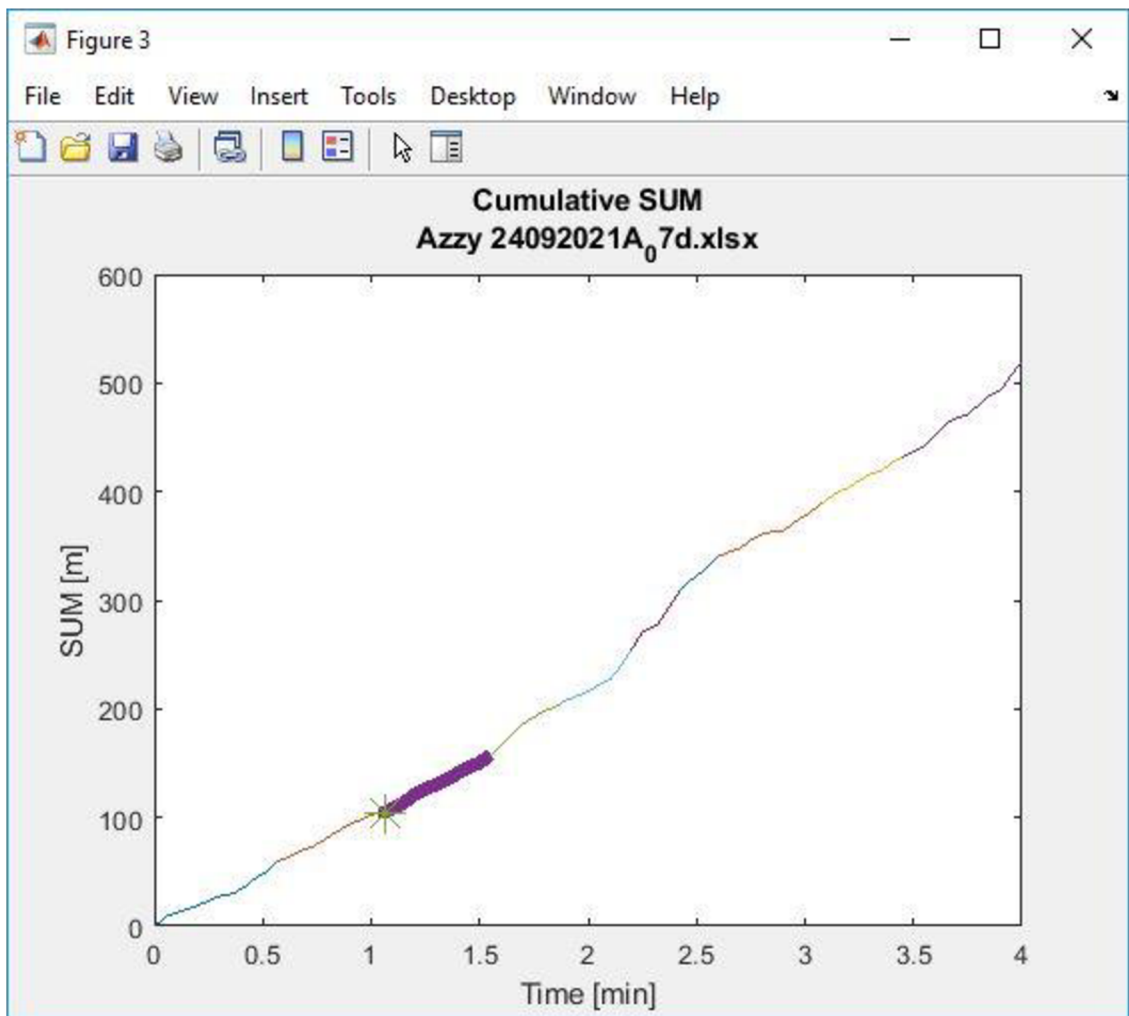 Figure 3
File Edit View Insert Tools Desktop Window Help
Cumulative SUM
Azzy 24092021A07d.xlsx
600
500
400
300
200
100
0
SUM [m]
0 0.5 1 1.5 2 2.5 3 3.5 4
Time [min]